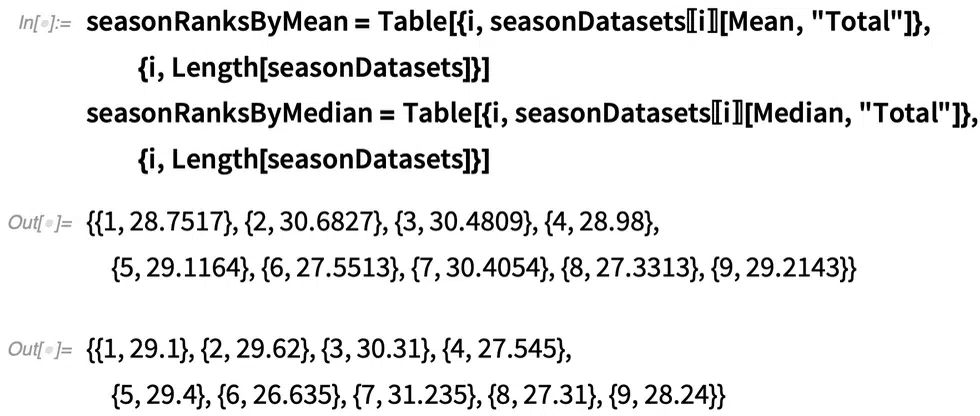 In[◦]:= seasonRanksByMean = Table[{i, seasonDatasets〚i〛[Mean, "Total"]},
{i, Length[seasonDatasets]}]
seasonRanksByMedian = Table[{i, seasonDatasets〚i〛[Median, "Total"]},
{i, Length[seasonDatasets]}]
Out[◦]= {{1, 28.7517}, {2, 30.6827}, {3, 30.4809}, {4, 28.98},
{5, 29.1164}, {6, 27.5513}, {7, 30.4054}, {8, 27.3313}, {9, 29.2143}}
Out[◦]= {{1, 29.1}, {2, 29.62}, {3, 30.31}, {4, 27.545},
{5, 29.4}, {6, 26.635}, {7, 31.235}, {8, 27.31}, {9, 28.24}}